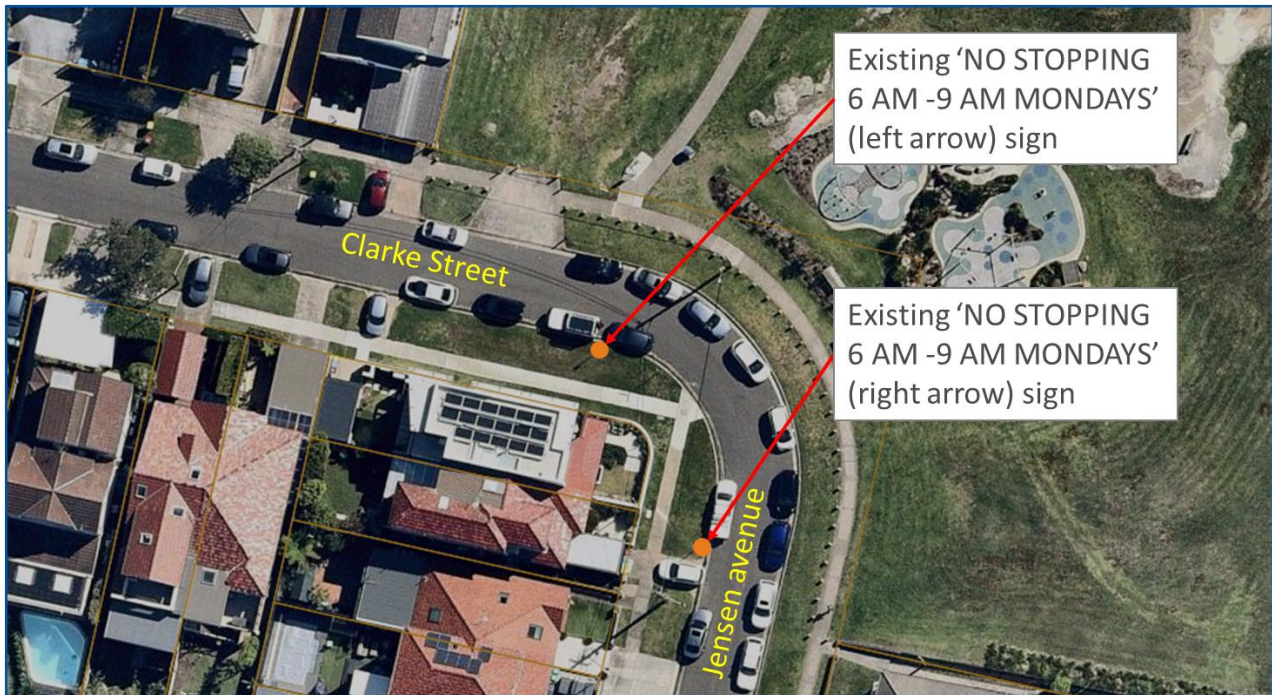 Existing ‘NO STOPPING
6 AM -9 AM MONDAYS’
(left arrow) sign
Clarke Street
Existing ‘NO STOPPING
6 AM -9 AM MONDAYS’
(right arrow) sign
Jensen avenue